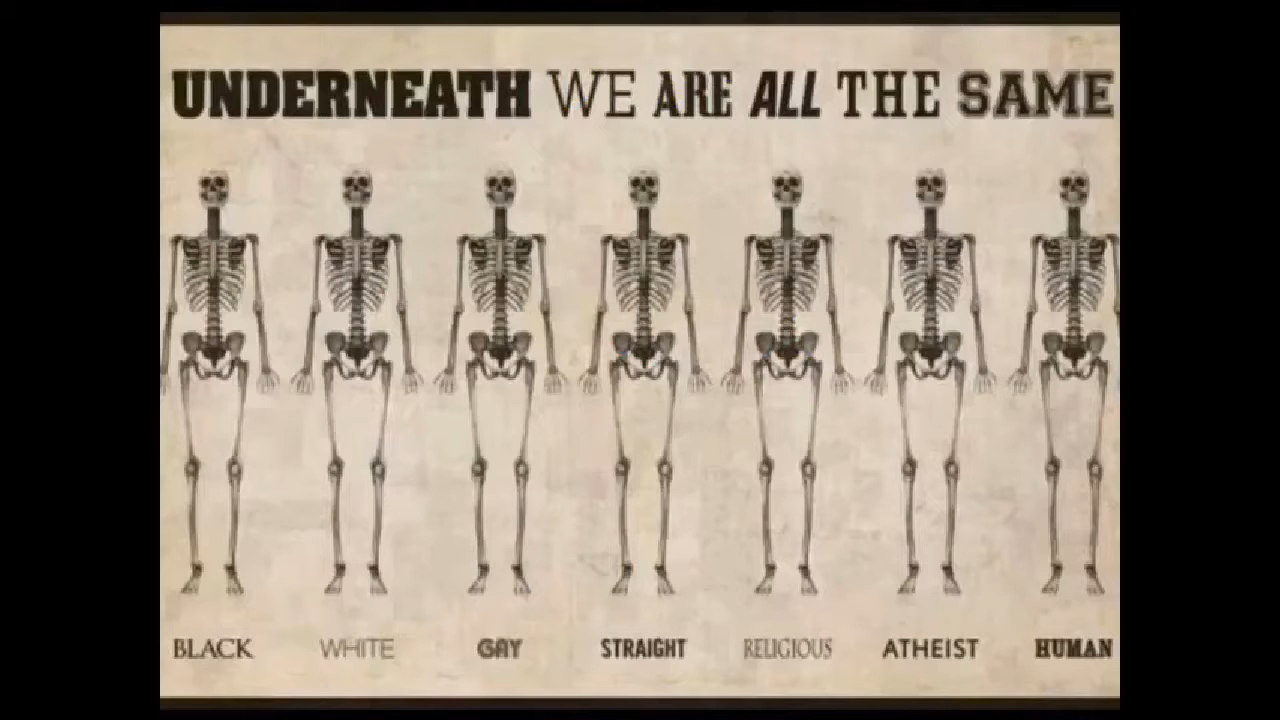 UNDERNEATH WE ARE ALL THE SAME
BLACK WHITE GAY STRAIGHT RELIGIOUS ATHEIST HUMAN